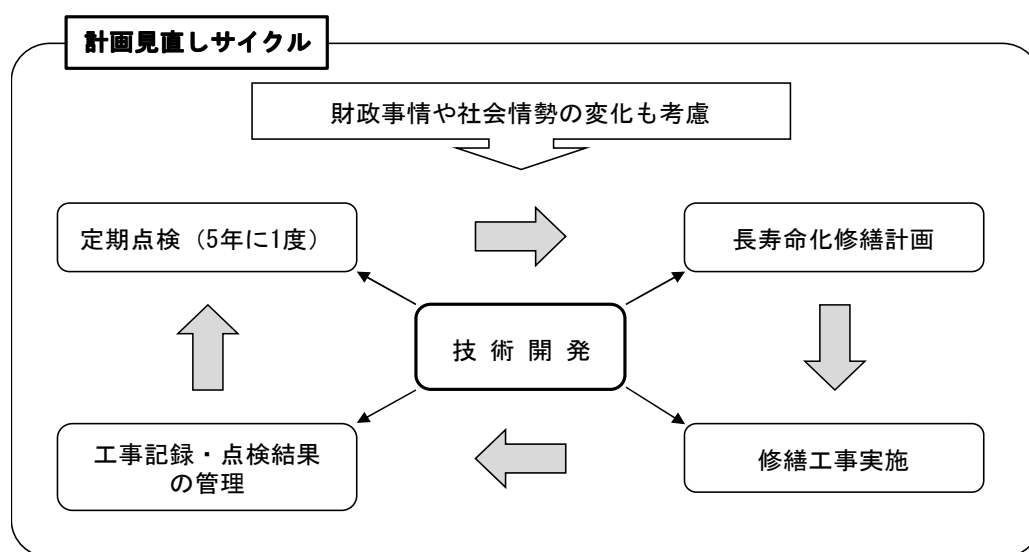 計画見直しサイクル
財政事情や社会情勢の変化も考慮
定期点検（5年に1度）
長寿命化修繕計画
技術開発
工事記録・点検結果
の管理
修繕工事実施